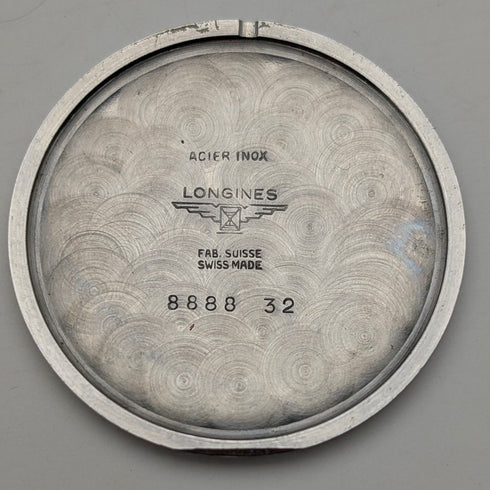 ACIER INOX
LONGINES
FAB. SUISSE
SWISS MADE
8888 32